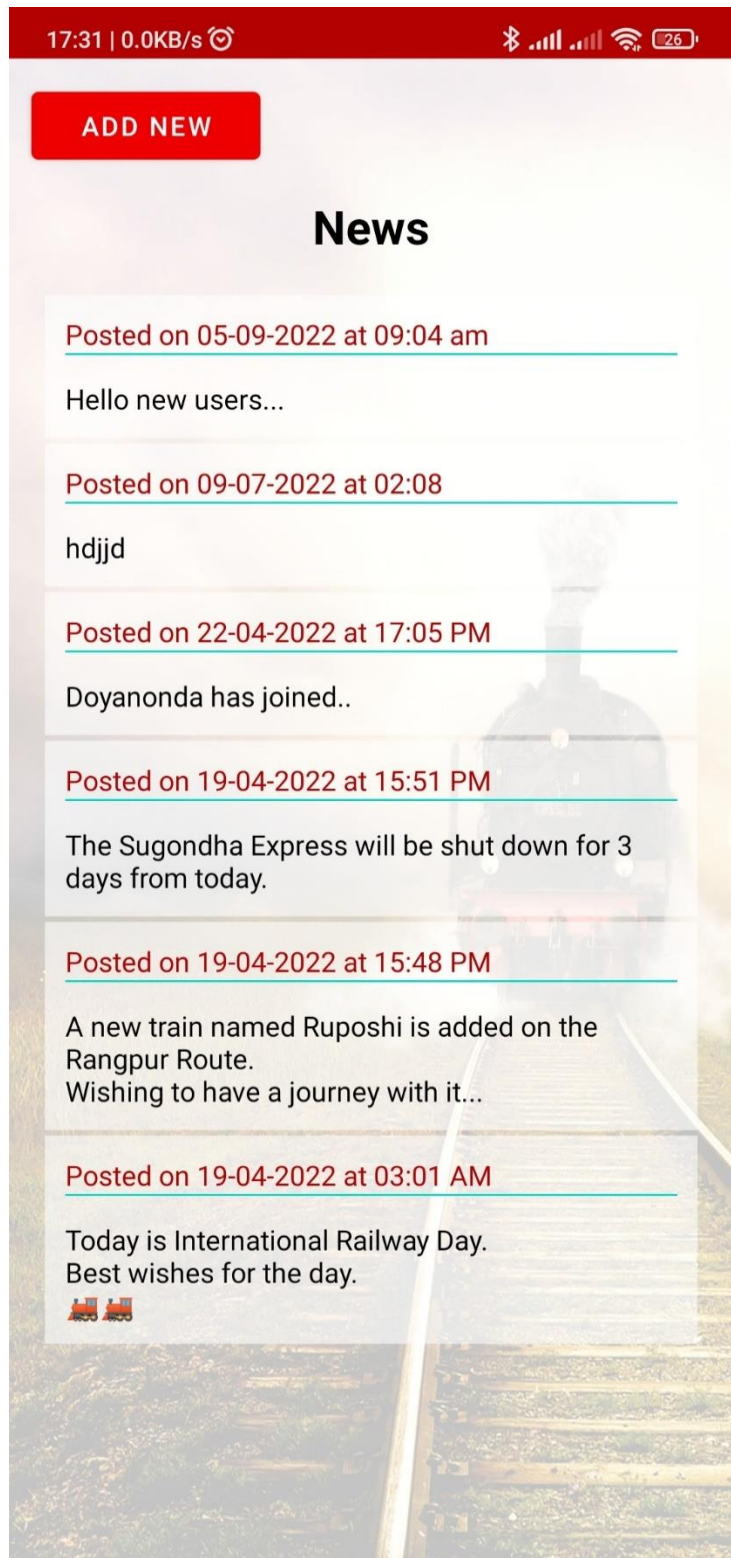 17:31 | 0.0KB/s
26
ADD NEW
News
Posted on 05-09-2022 at 09:04 am
Hello new users...
Posted on 09-07-2022 at 02:08
hdjjd
Posted on 22-04-2022 at 17:05 PM
Doyanonda has joined..
Posted on 19-04-2022 at 15:51 PM
The Sugondha Express will be shut down for 3
days from today.
Posted on 19-04-2022 at 15:48 PM
A new train named Ruposhi is added on the
Rangpur Route.
Wishing to have a journey with it...
Posted on 19-04-2022 at 03:01 AM
Today is International Railway Day.
Best wishes for the day.
🚂🚂